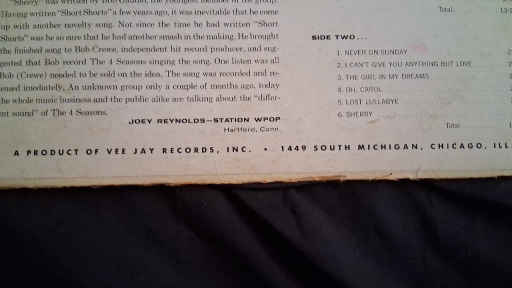 "Sherry" was written by Bob Gaudio, the youngest member of the group.
Having written "Short Shorts" a few years ago, it was inevitable that he come
up with another novelty song. Not since the time he had written "Short
Shorts" was he so sure that he had another smash in the making. He brought
the finished song to Bob Crewe, independent hit record producer, and sug-
gested that Bob record The 4 Seasons singing the song. One listen was all
Bob (Crewe) needed to be sold on the idea. The song was recorded and re-
eased imediately. An unknown group only a couple of months ago, today
he whole music business and the public alike are talking about the "differ-
ent sound" of The 4 Seasons.
JOEY REYNOLDS—STATION WPOP
Hartford, Conn.
Total:
SIDE TWO...
1. NEVER ON SUNDAY
2. I CAN'T GIVE YOU ANYTHING BUT LOVE
3. THE GIRL IN MY DREAMS
4. OH, CAROL
5. LOST LULLABYE
6. SHERRY
Total:
A PRODUCT OF VEE JAY RECORDS, INC. • 1449 SOUTH MICHIGAN, CHICAGO, ILL